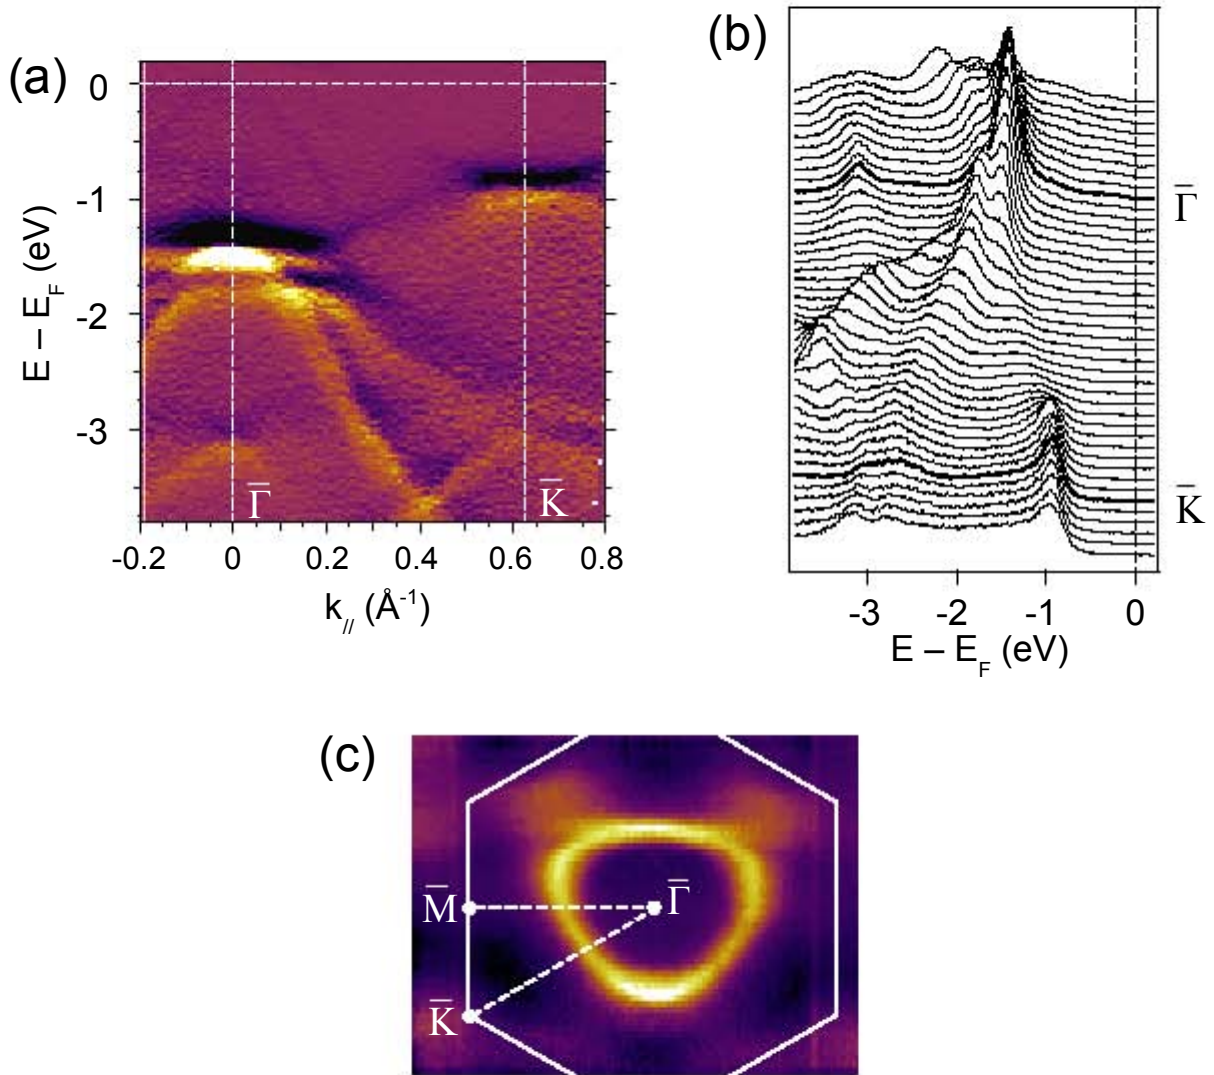 (a)
0
-1
-2
-3
E – E_F (eV)
Γ̅
K̅
-0.2
0
0.2
0.4
0.6
0.8
k_// (Å⁻¹)
(b)
Γ̅
K̅
-3
-2
-1
0
E – E_F (eV)
(c)
M̅
Γ̅
K̅